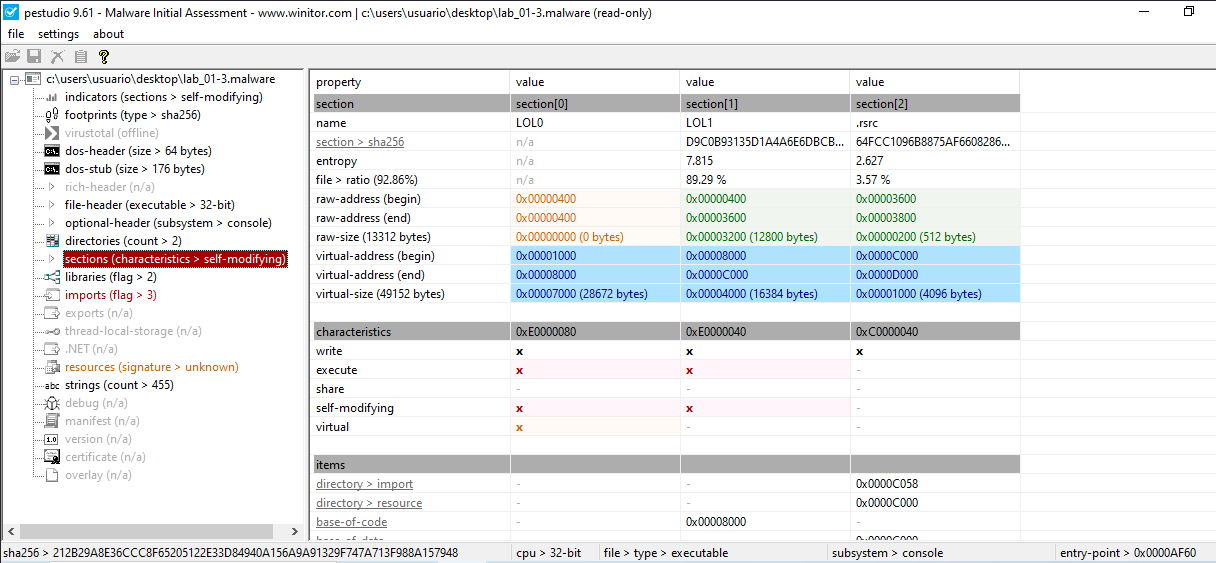 pestudio 9.61 - Malware Initial Assessment - www.winitor.com | c:\users\usuario\desktop\lab_01-3.malware (read-only)
file settings about
c:\users\usuario\desktop\lab_01-3.malware
indicators (sections > self-modifying)
footprints (type > sha256)
virustotal (offline)
dos-header (size > 64 bytes)
dos-stub (size > 176 bytes)
rich-header (n/a)
file-header (executable > 32-bit)
optional-header (subsystem > console)
directories (count > 2)
sections (characteristics > self-modifying)
libraries (flag > 2)
imports (flag > 3)
exports (n/a)
thread-local-storage (n/a)
.NET (n/a)
resources (signature > unknown)
abc strings (count > 455)
debug (n/a)
manifest (n/a)
1.0 version (n/a)
certificate (n/a)
overlay (n/a)
property value value value
section section[0] section[1] section[2]
name LOL0 LOL1 .rsrc
section > sha256 n/a D9C0B93135D1A4A6E6DBCB... 64FCC1096B8875AF6608286...
entropy n/a 7.815 2.627
file > ratio (92.86%) n/a 89.29 % 3.57 %
raw-address (begin) 0x00000400 0x00000400 0x00003600
raw-address (end) 0x00000400 0x00003600 0x00003800
raw-size (13312 bytes) 0x00000000 (0 bytes) 0x00003200 (12800 bytes) 0x00000200 (512 bytes)
virtual-address (begin) 0x00001000 0x00008000 0x0000C000
virtual-address (end) 0x00008000 0x0000C000 0x0000D000
virtual-size (49152 bytes) 0x00007000 (28672 bytes) 0x00004000 (16384 bytes) 0x00001000 (4096 bytes)
characteristics 0xE0000080 0xE0000040 0xC0000040
write x x x
execute x x -
share - - -
self-modifying x x -
virtual x - -
items
directory > import - - 0x0000C058
directory > resource - - 0x0000C000
base-of-code - 0x00008000 -
sha256 > 212B29A8E36CCC8F65205122E33D84940A156A9A91329F747A713F988A157948 cpu > 32-bit file > type > executable subsystem > console entry-point > 0x0000AF60